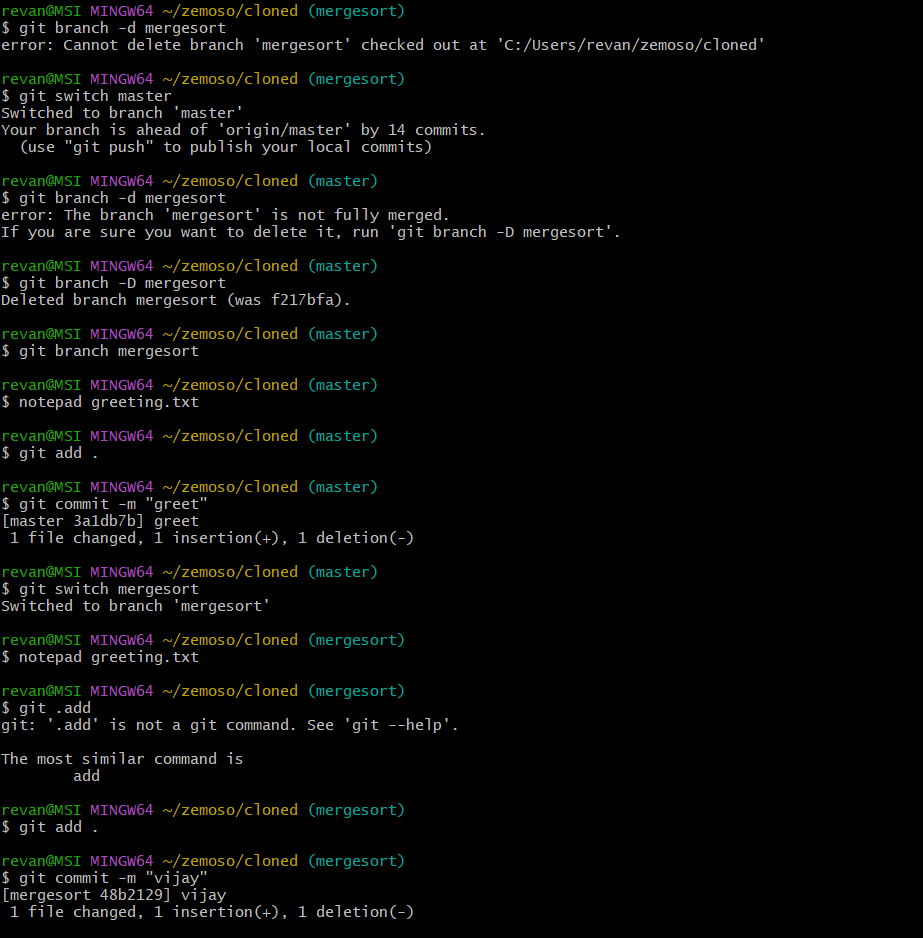 revan@MSI MINGW64 ~/zemoso/cloned (mergesort)
$ git branch -d mergesort
error: Cannot delete branch 'mergesort' checked out at 'C:/Users/revan/zemoso/cloned'
revan@MSI MINGW64 ~/zemoso/cloned (mergesort)
$ git switch master
Switched to branch 'master'
Your branch is ahead of 'origin/master' by 14 commits.
  (use "git push" to publish your local commits)
revan@MSI MINGW64 ~/zemoso/cloned (master)
$ git branch -d mergesort
error: The branch 'mergesort' is not fully merged.
If you are sure you want to delete it, run 'git branch -D mergesort'.
revan@MSI MINGW64 ~/zemoso/cloned (master)
$ git branch -D mergesort
Deleted branch mergesort (was f217bfa).
revan@MSI MINGW64 ~/zemoso/cloned (master)
$ git branch mergesort
revan@MSI MINGW64 ~/zemoso/cloned (master)
$ notepad greeting.txt
revan@MSI MINGW64 ~/zemoso/cloned (master)
$ git add .
revan@MSI MINGW64 ~/zemoso/cloned (master)
$ git commit -m "greet"
[master 3a1db7b] greet
 1 file changed, 1 insertion(+), 1 deletion(-)
revan@MSI MINGW64 ~/zemoso/cloned (master)
$ git switch mergesort
Switched to branch 'mergesort'
revan@MSI MINGW64 ~/zemoso/cloned (mergesort)
$ notepad greeting.txt
revan@MSI MINGW64 ~/zemoso/cloned (mergesort)
$ git .add
git: '.add' is not a git command. See 'git --help'.
The most similar command is
        add
revan@MSI MINGW64 ~/zemoso/cloned (mergesort)
$ git add .
revan@MSI MINGW64 ~/zemoso/cloned (mergesort)
$ git commit -m "vijay"
[mergesort 48b2129] vijay
 1 file changed, 1 insertion(+), 1 deletion(-)